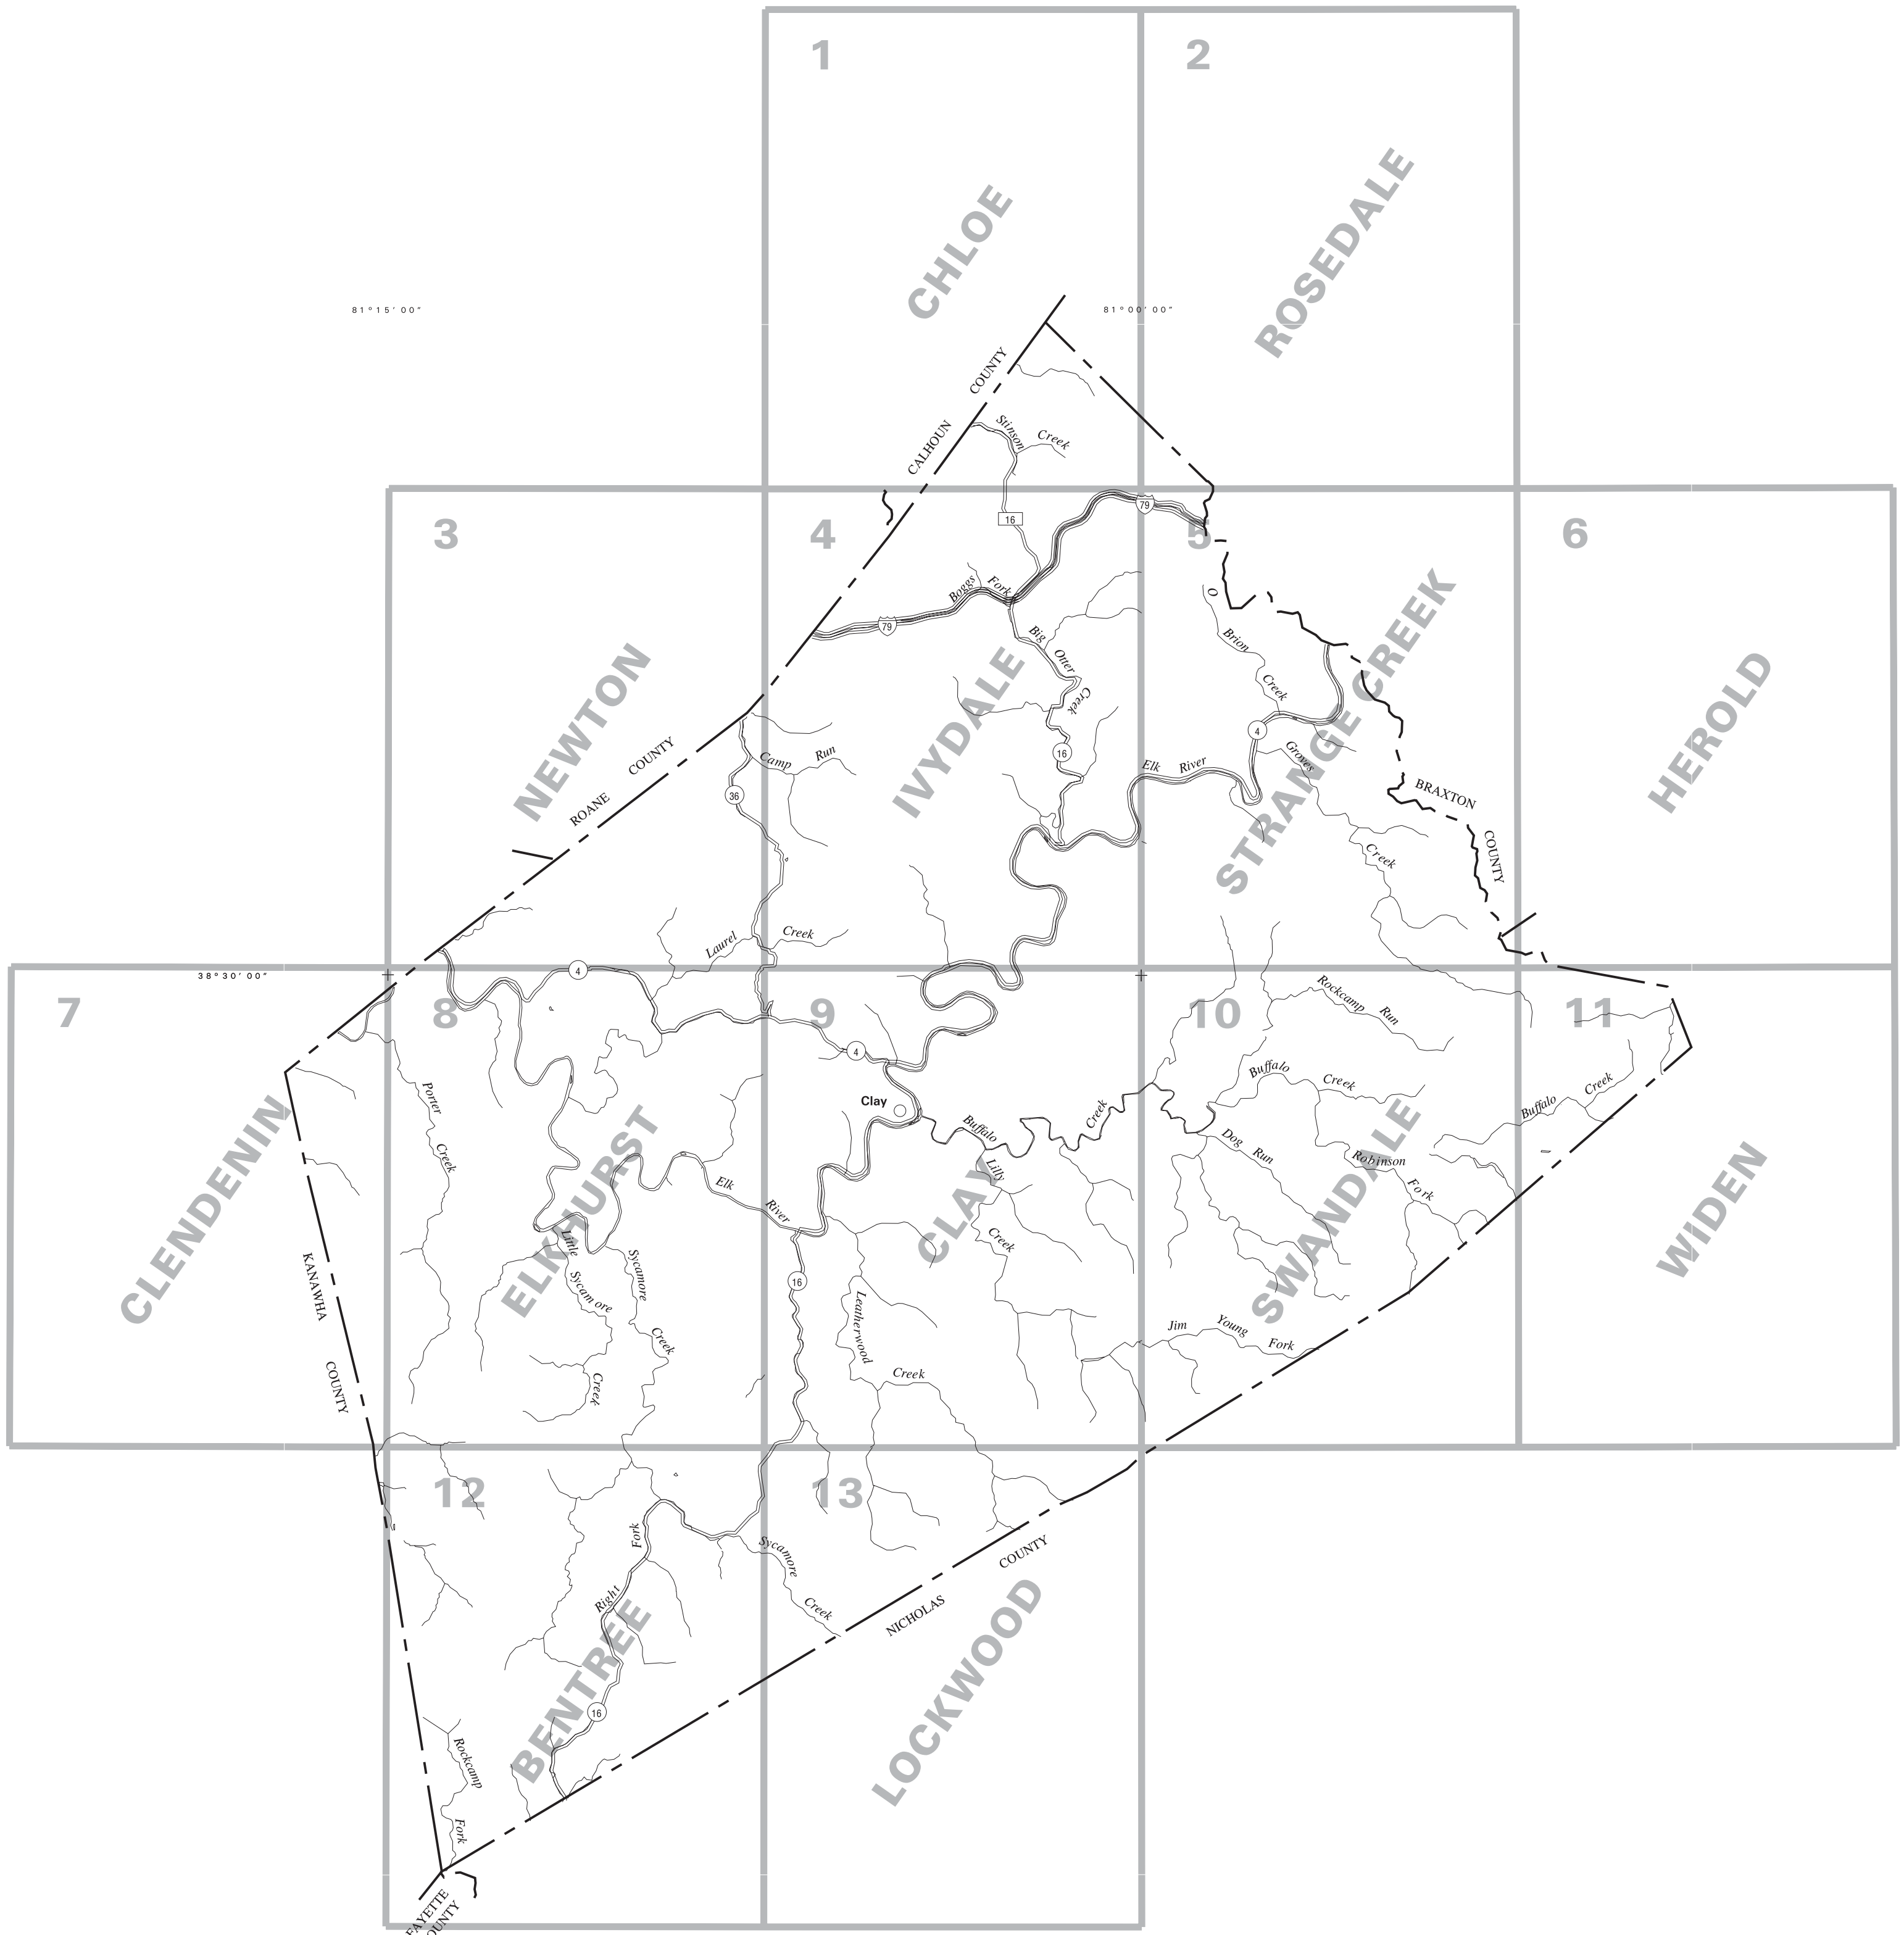 1
2
CHLOE
ROSEDALE
81°15'00"
81°00'00"
CALHOUN COUNTY
Stinson Creek
3
4
5
6
16
79
Boggs Fork
79
O Brion Creek
Big Otter Creek
NEWTON
IVYDALE
STRANGE CREEK
HEROLD
4
16
Groves Creek
Elk River
Camp Run
36
ROANE COUNTY
BRAXTON COUNTY
Laurel Creek
38°30'00"
4
7
8
9
10
11
Rockcamp Run
4
Porter Creek
Clay
Buffalo Creek
Buffalo Creek
Buffalo Creek
Dog Run
Lilly Creek
Robinson Fork
Elk River
CLENDENIN
ELKHURST
CLAY
SWANDALE
WIDEN
Little Sycamore Creek
Sycamore Creek
16
KANAWHA COUNTY
Leatherwood Creek
Jim Young Fork
12
13
Right Fork
Sycamore Creek
NICHOLAS COUNTY
BENTREE
LOCKWOOD
16
Rockcamp Fork
FAYETTE
OUNTY